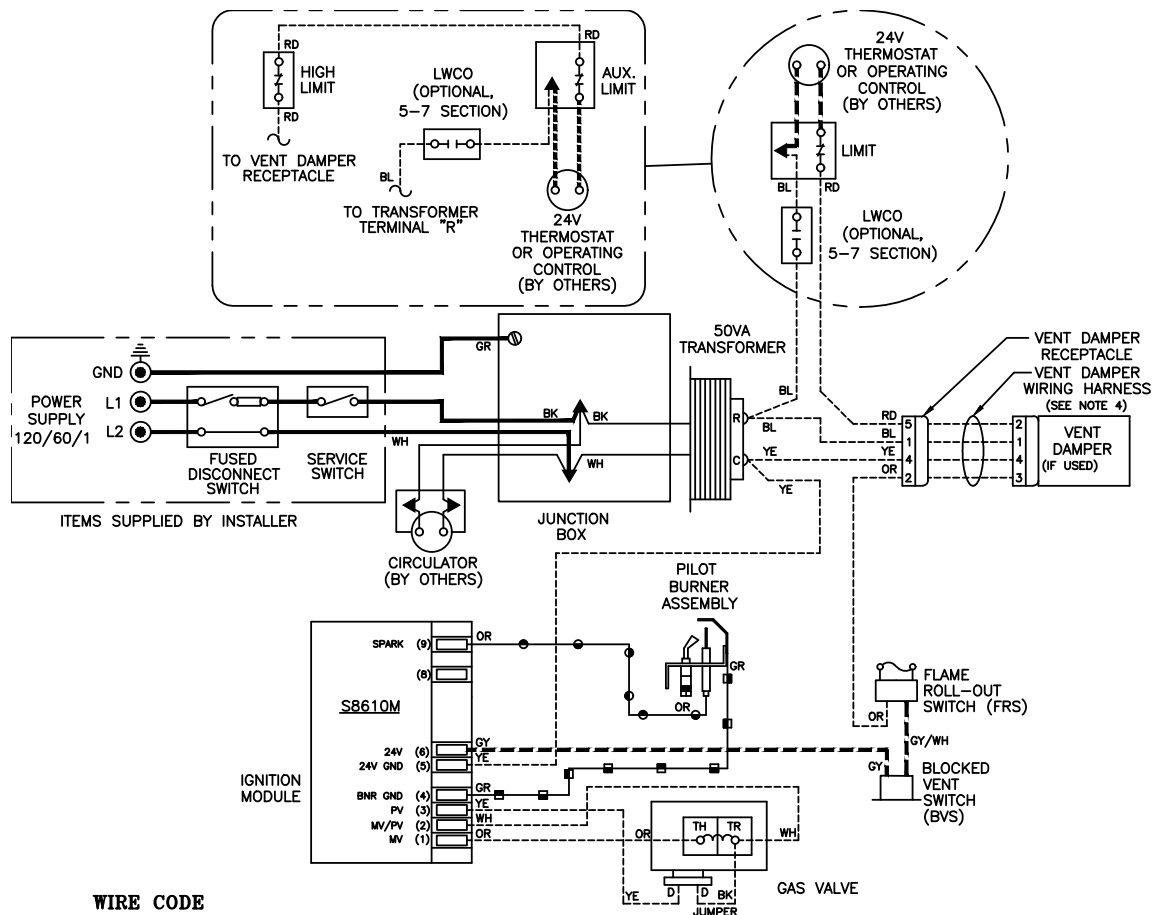 RD
RD
HIGH
LIMIT
RD
TO VENT DAMPER
RECEPTACLE
LWCO
(OPTIONAL,
5-7 SECTION)
AUX.
LIMIT
BL
TO TRANSFORMER
TERMINAL "R"
24V
THERMOSTAT
OR OPERATING
CONTROL
(BY OTHERS)
24V
THERMOSTAT
OR OPERATING
CONTROL
(BY OTHERS)
LIMIT
BL
RD
LWCO
(OPTIONAL,
5-7 SECTION)
GR
GND
L1
L2
POWER
SUPPLY
120/60/1
FUSED
DISCONNECT
SWITCH
SERVICE
SWITCH
WH
ITEMS SUPPLIED BY INSTALLER
BK
BK
WH
JUNCTION
BOX
CIRCULATOR
(BY OTHERS)
50VA
TRANSFORMER
R
C
BL
BL
YE
YE
VENT DAMPER
RECEPTACLE
VENT DAMPER
WIRING HARNESS
(SEE NOTE 4)
RD
BL
YE
OR
5
1
4
2
2
1
4
3
VENT
DAMPER
(IF USED)
PILOT
BURNER
ASSEMBLY
GR
OR
OR
SPARK (9)
(8)
S8610M
24V (6)
24V GND (5)
BNR GND (4)
PV (3)
MV/PV (2)
MV (1)
IGNITION
MODULE
GY
YE
GR
YE
WH
OR
FLAME
ROLL-OUT
SWITCH (FRS)
OR
GY/WH
GY
BLOCKED
VENT
SWITCH
(BVS)
OR
TH
TR
WH
GAS VALVE
YE
D
D
BK
JUMPER
WIRE CODE